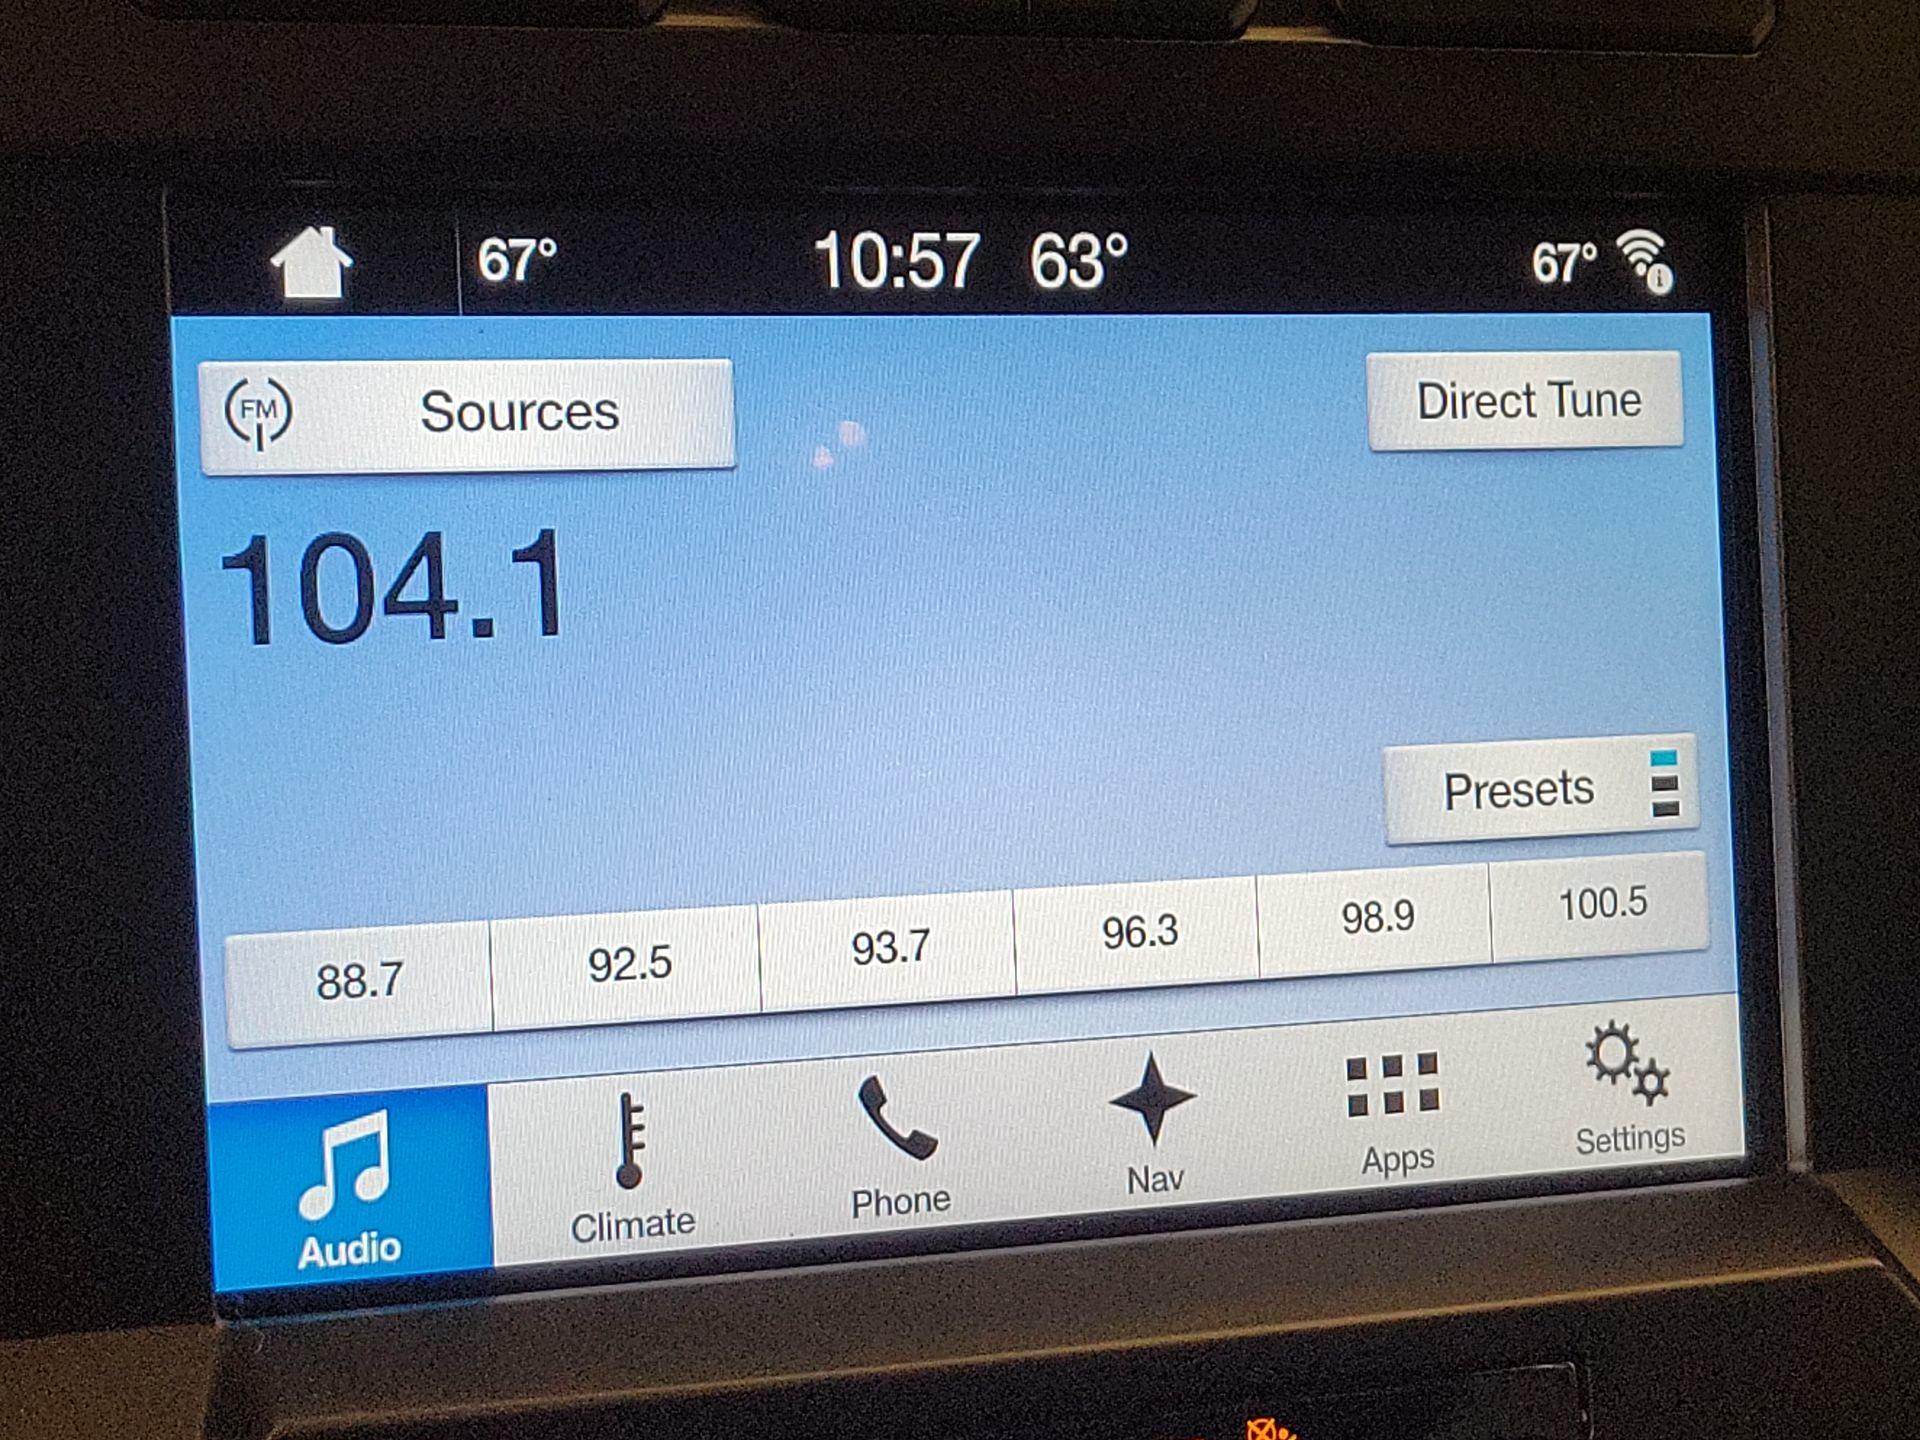 67° 10:57 63° 67°
FM Sources Direct Tune
104.1
Presets
88.7 92.5 93.7 96.3 98.9 100.5
Audio Climate Phone Nav Apps Settings